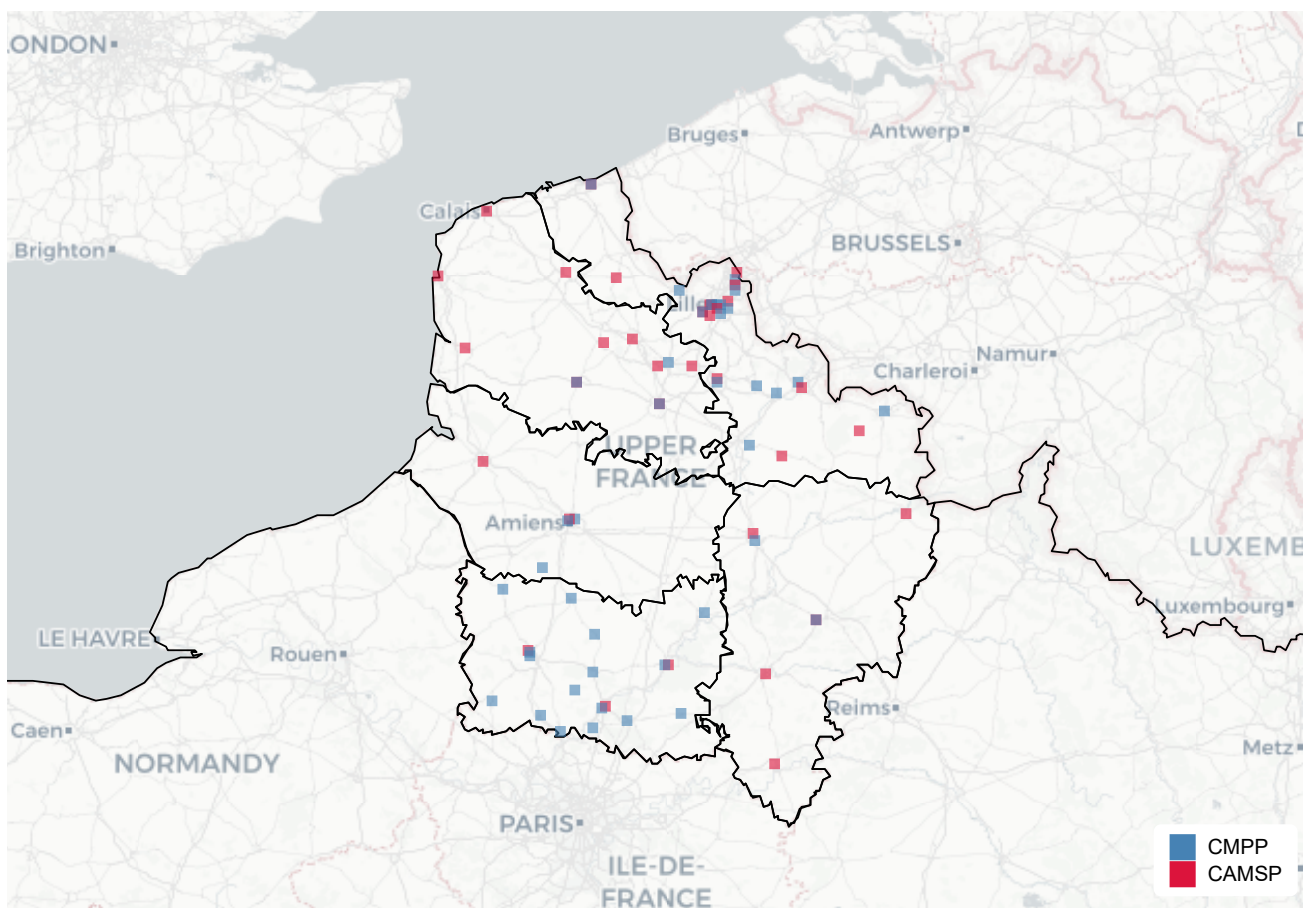 LONDON
Bruges
Antwerp
Calais
Brighton
BRUSSELS
Lille
Namur
Charleroi
UPPER
FRANCE
Amiens
LUXEMB
Luxembourg
LE HAVRE
Rouen
Reims
Caen
Metz
NORMANDY
PARIS
ILE-DE-
FRANCE
CMPP
CAMSP